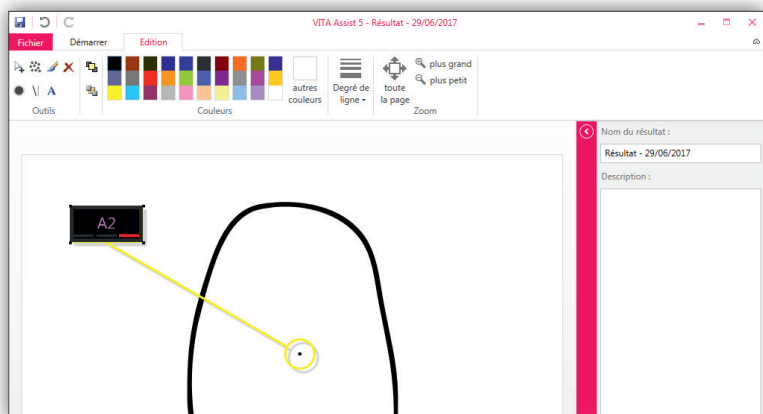 VITA Assist 5 - Résultat - 29/06/2017
Fichier Démarrer Edition
A
Outils
Couleurs
autres
couleurs
Degré de
ligne
toute
la page
plus grand
plus petit
Zoom
Nom du résultat :
Résultat - 29/06/2017
Description :
A2